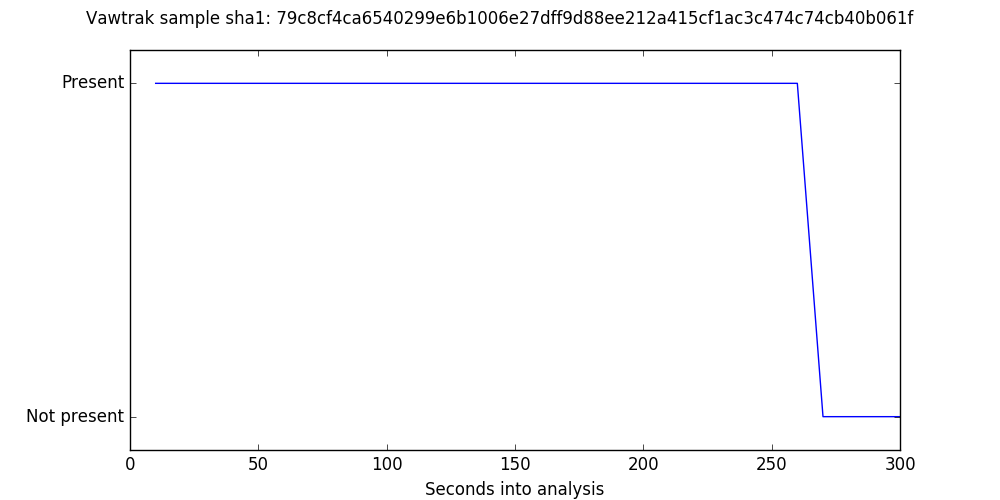 Vawtrak sample sha1: 79c8cf4ca6540299e6b1006e27dff9d88ee212a415cf1ac3c474c74cb40b061f
Present
Not present
0 50 100 150 200 250 300
Seconds into analysis